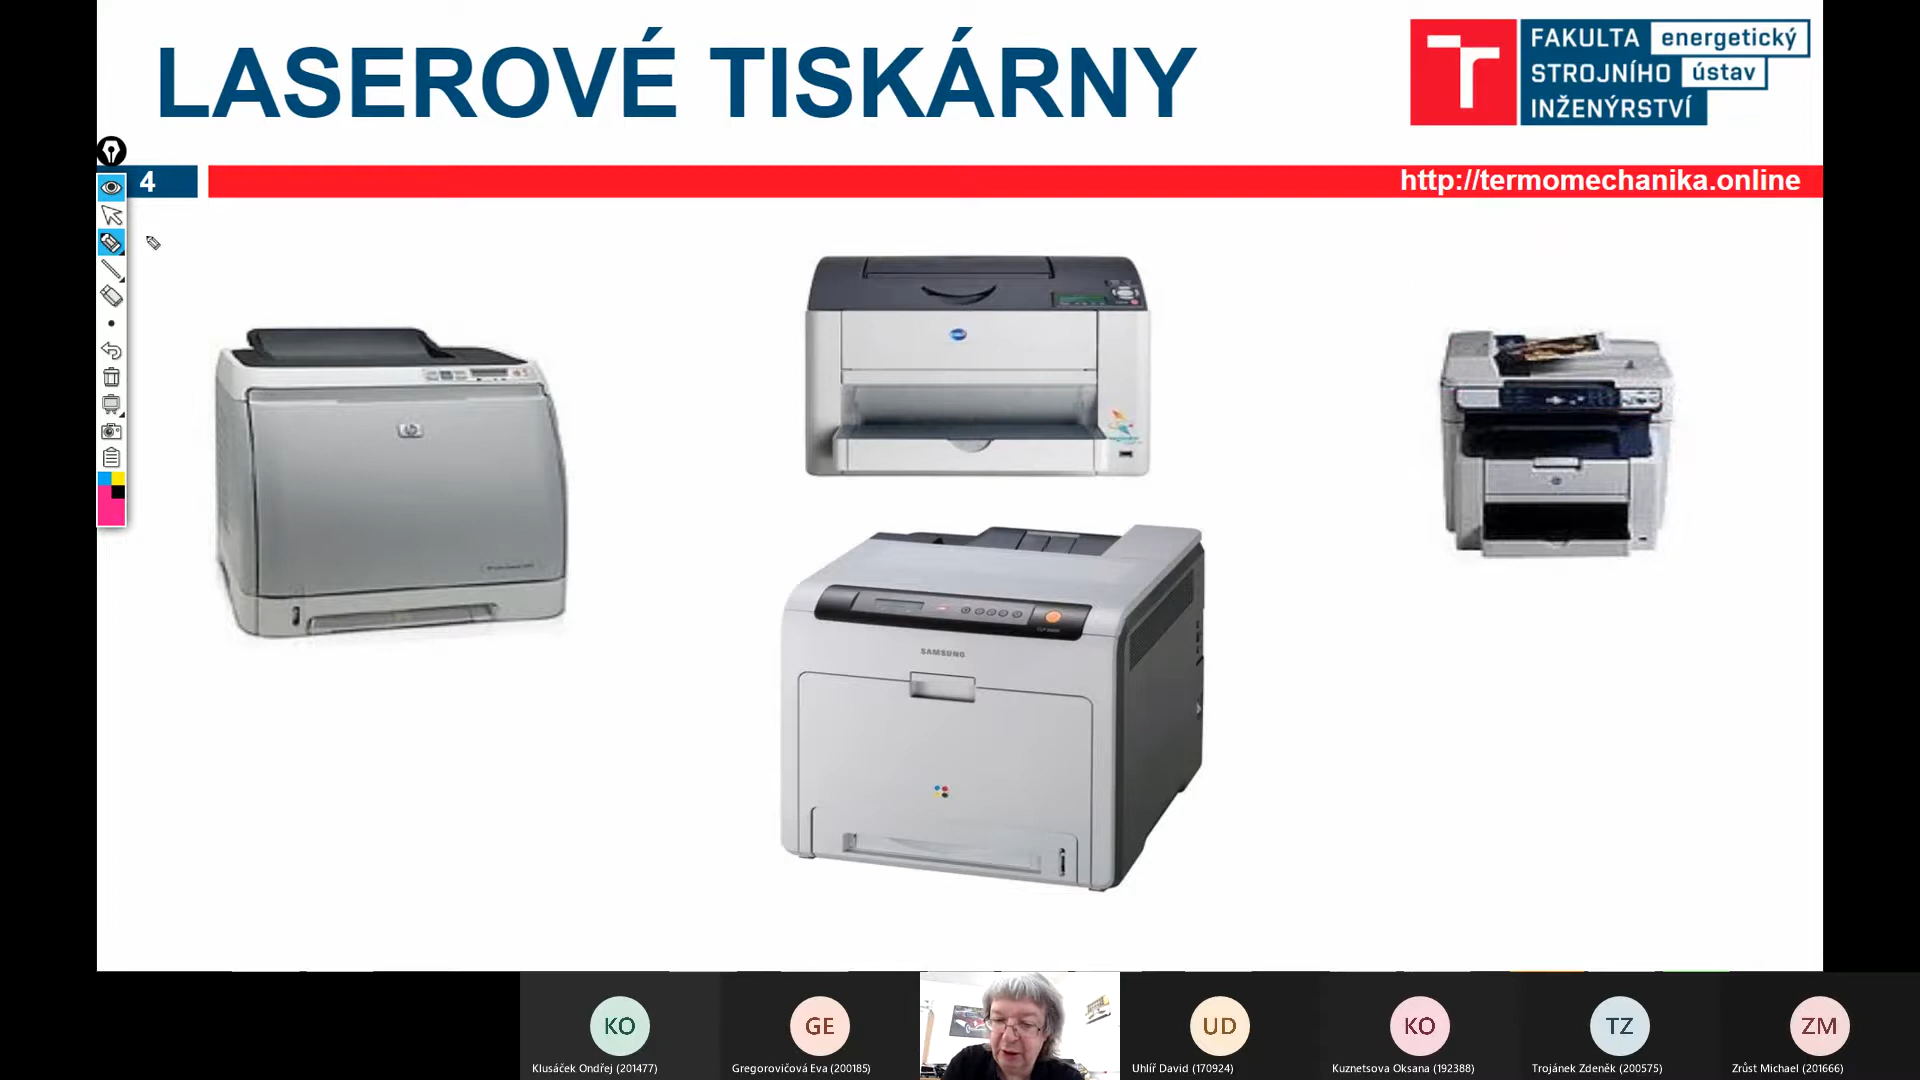 LASEROVÉ TISKÁRNY
FAKULTA energetický
STROJNÍHO ústav
INŽENÝRSTVÍ
4
http://termomechanika.online
hp
SAMSUNG
KO
GE
UD
KO
TZ
ZM
Klusáček Ondřej (201477)
Gregorovičová Eva (200185)
Uhlíř David (170924)
Kuznetsova Oksana (192388)
Trojánek Zdeněk (200575)
Zrůst Michael (201666)